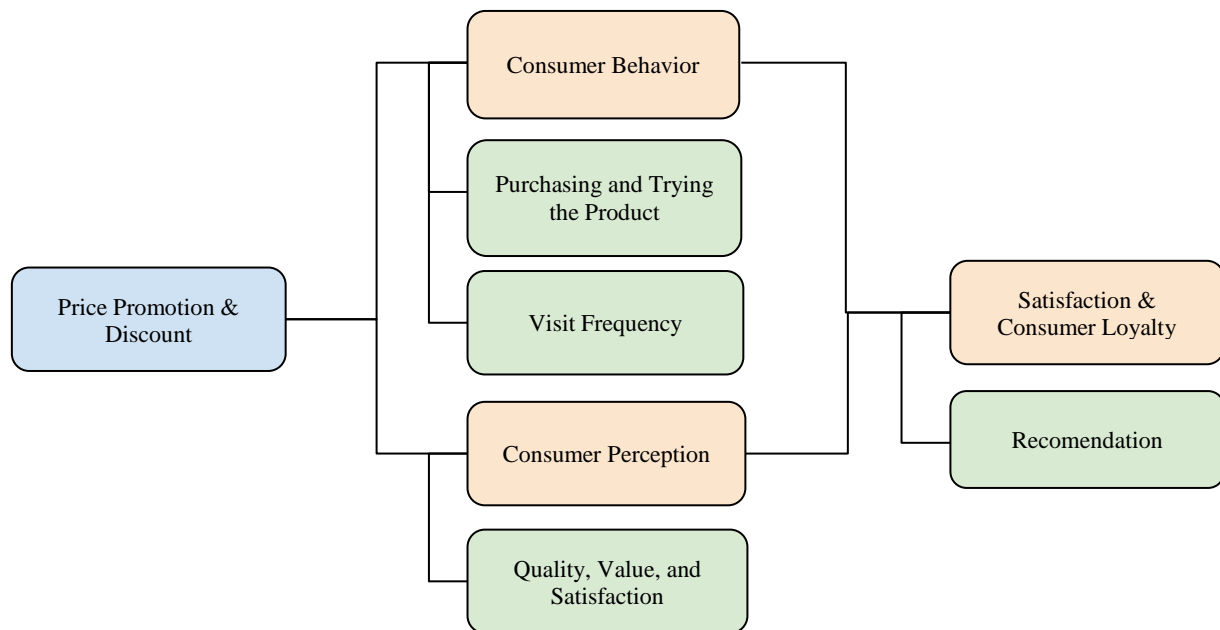 Consumer Behavior
Purchasing and Trying
the Product
Price Promotion &
Discount
Visit Frequency
Satisfaction &
Consumer Loyalty
Consumer Perception
Recomendation
Quality, Value, and
Satisfaction